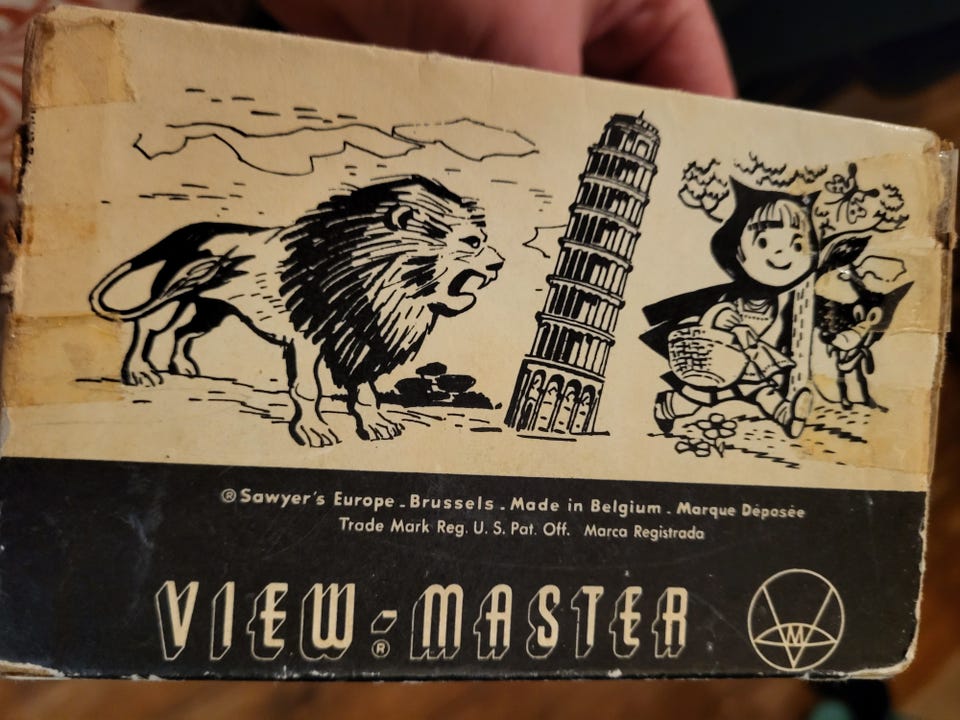 ® Sawyer's Europe - Brussels - Made in Belgium - Marque Déposée
Trade Mark Reg. U. S. Pat. Off. Marca Registrada
VIEW-MASTER
®
M